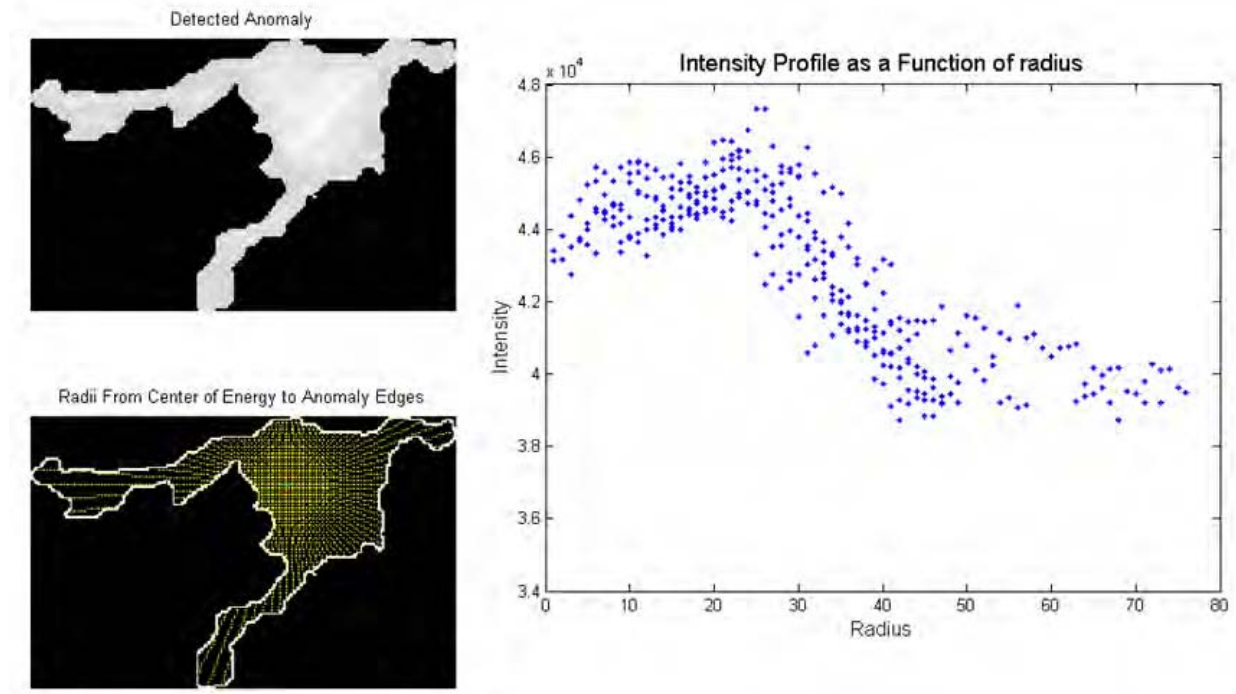 Detected Anomaly
Radii From Center of Energy to Anomaly Edges
Intensity Profile as a Function of radius
x 10^4
4.8
4.6
4.4
4.2
4
3.8
3.6
3.4
Intensity
0 10 20 30 40 50 60 70 80
Radius